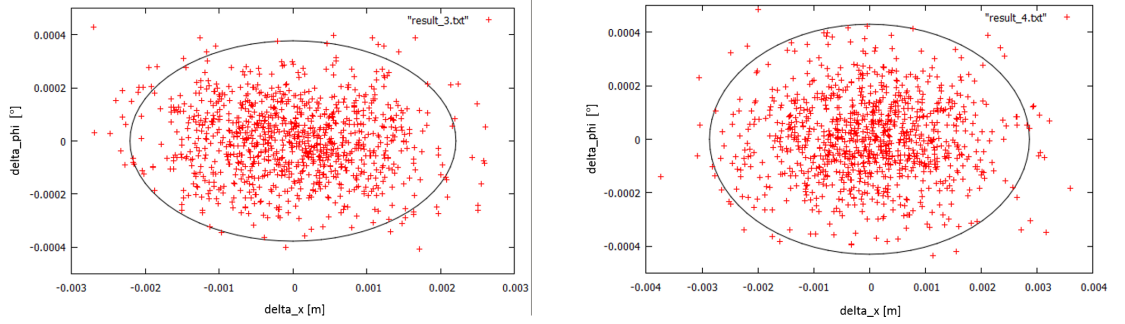 "result_3.txt"
0.0004
0.0002
0
-0.0002
-0.0004
delta_phi [°]
-0.003 -0.002 -0.001 0 0.001 0.002 0.003
delta_x [m]
"result_4.txt"
0.0004
0.0002
0
-0.0002
-0.0004
delta_phi [°]
-0.004 -0.003 -0.002 -0.001 0 0.001 0.002 0.003 0.004
delta_x [m]